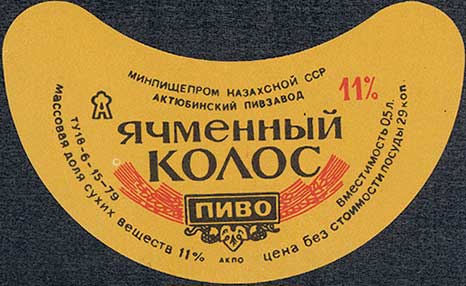 МИНПИЩЕПРОМ КАЗАХСКОЙ ССР
АКТЮБИНСКИЙ ПИВЗАВОД
11%
ЯЧМЕННЫЙ
КОЛОС
ПИВО
АКПО
ТУ18-6-15-79
массовая доля сухих веществ 11%
Вместимость 0,5 л.
цена без стоимости посуды 29 коп.